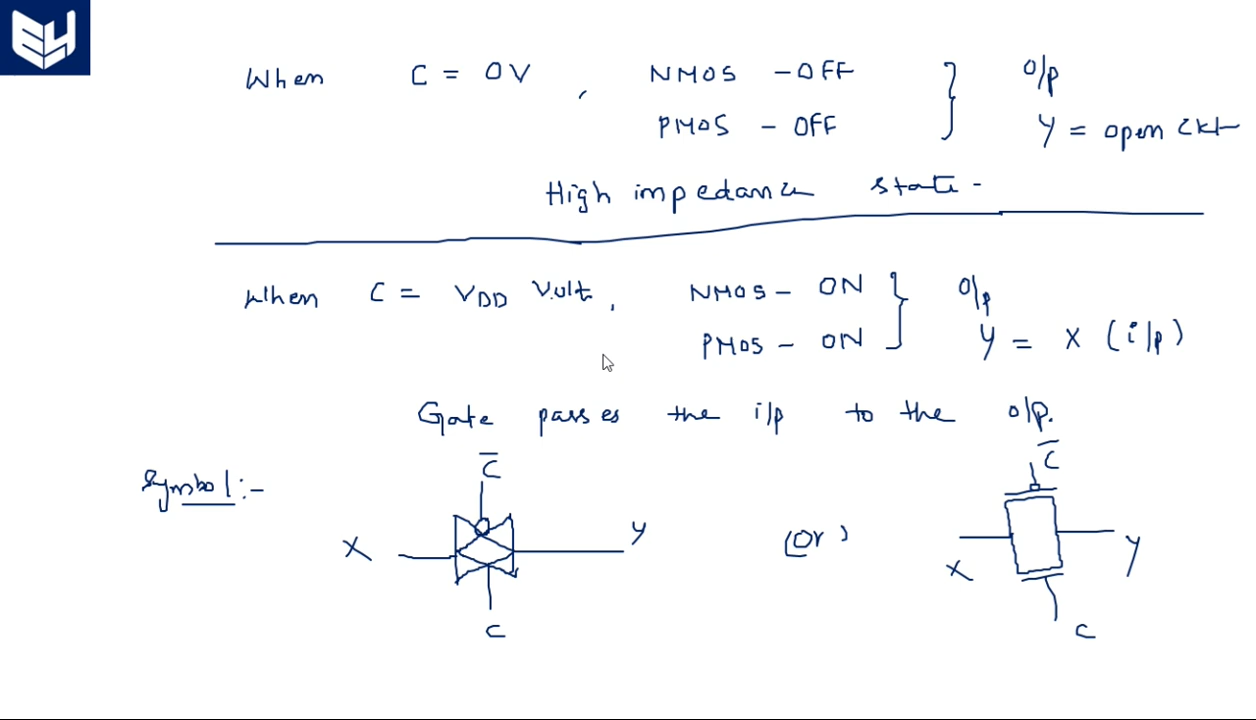 When C = 0V , NMOS - OFF } o/p
PMOS - OFF Y = open ckt
High impedance state -
When C = VDD Volt, NMOS - ON } o/p
PMOS - ON Y = X (i/p)
Gate passes the i/p to the o/p.
Symbol:-
C̅ C̅
X Y (or) X Y
C C